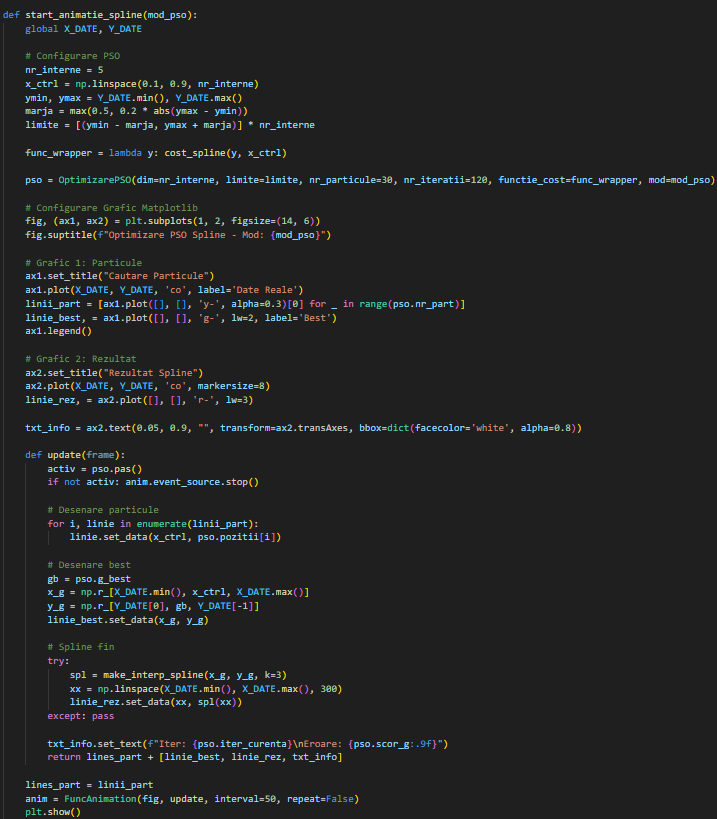 def start_animatie_spline(mod_pso):
    global X_DATE, Y_DATE

    # Configurare PSO
    nr_interne = 5
    x_ctrl = np.linspace(0.1, 0.9, nr_interne)
    ymin, ymax = Y_DATE.min(), Y_DATE.max()
    marja = max(0.5, 0.2 * abs(ymax - ymin))
    limite = [(ymin - marja, ymax + marja)] * nr_interne

    func_wrapper = lambda y: cost_spline(y, x_ctrl)

    pso = OptimizarePSO(dim=nr_interne, limite=limite, nr_particule=30, nr_iteratii=120, functie_cost=func_wrapper, mod=mod_pso)

    # Configurare Grafic Matplotlib
    fig, (ax1, ax2) = plt.subplots(1, 2, figsize=(14, 6))
    fig.suptitle(f"Optimizare PSO Spline - Mod: {mod_pso}")

    # Grafic 1: Particule
    ax1.set_title("Cautare Particule")
    ax1.plot(X_DATE, Y_DATE, 'co', label='Date Reale')
    linii_part = [ax1.plot([], [], 'y-', alpha=0.3)[0] for _ in range(pso.nr_part)]
    linie_best, = ax1.plot([], [], 'g-', lw=2, label='Best')
    ax1.legend()

    # Grafic 2: Rezultat
    ax2.set_title("Rezultat Spline")
    ax2.plot(X_DATE, Y_DATE, 'co', markersize=8)
    linie_rez, = ax2.plot([], [], 'r-', lw=3)

    txt_info = ax2.text(0.05, 0.9, "", transform=ax2.transAxes, bbox=dict(facecolor='white', alpha=0.8))

    def update(frame):
        activ = pso.pas()
        if not activ: anim.event_source.stop()

        # Desenare particule
        for i, linie in enumerate(linii_part):
            linie.set_data(x_ctrl, pso.pozitii[i])

        # Desenare best
        gb = pso.g_best
        x_g = np.r_[X_DATE.min(), x_ctrl, X_DATE.max()]
        y_g = np.r_[Y_DATE[0], gb, Y_DATE[-1]]
        linie_best.set_data(x_g, y_g)

        # Spline fin
        try:
            spl = make_interp_spline(x_g, y_g, k=3)
            xx = np.linspace(X_DATE.min(), X_DATE.max(), 300)
            linie_rez.set_data(xx, spl(xx))
        except: pass

        txt_info.set_text(f"Iter: {pso.iter_curenta}\nEroare: {pso.scor_g:.9f}")
        return lines_part + [linie_best, linie_rez, txt_info]

    lines_part = linii_part
    anim = FuncAnimation(fig, update, interval=50, repeat=False)
    plt.show()